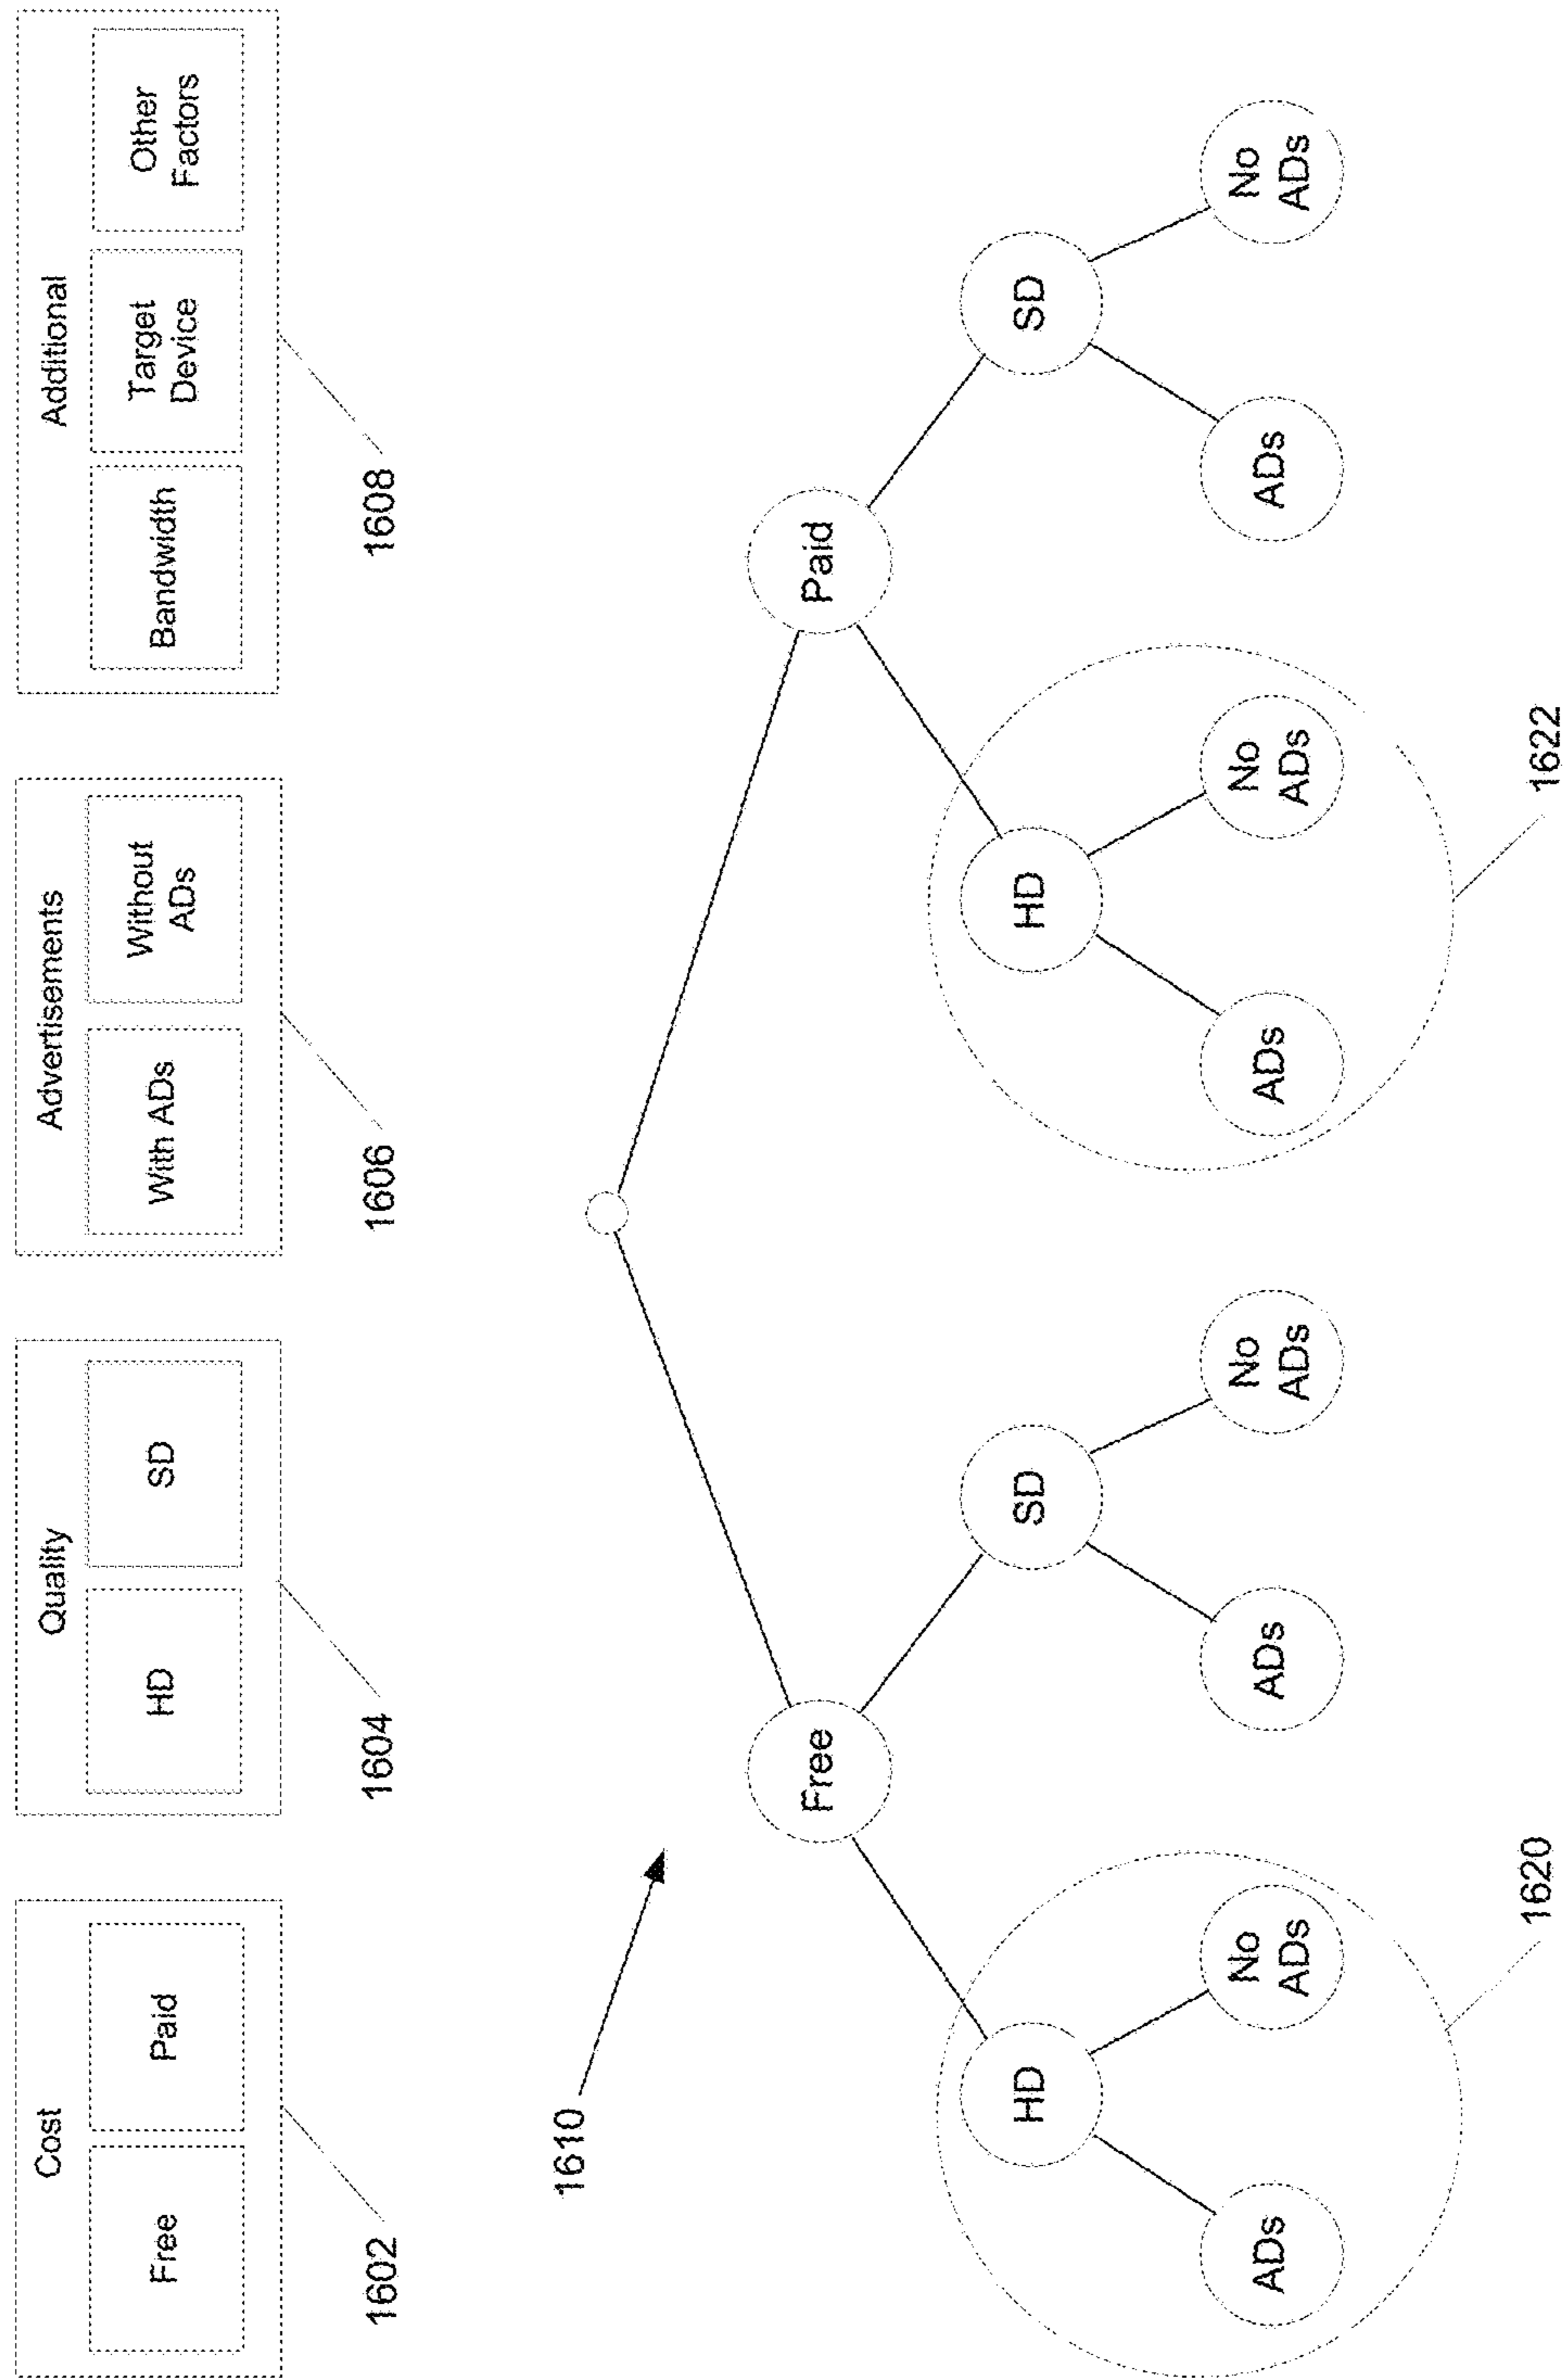 Cost
Free
Paid
1602
Quality
HD
SD
1604
Advertisements
With ADs
Without
ADs
1606
Additional
Bandwidth
Target
Device
Other
Factors
1608
1610
Free
Paid
HD
SD
HD
SD
ADs
No
ADs
ADs
No
ADs
ADs
No
ADs
ADs
No
ADs
1620
1622